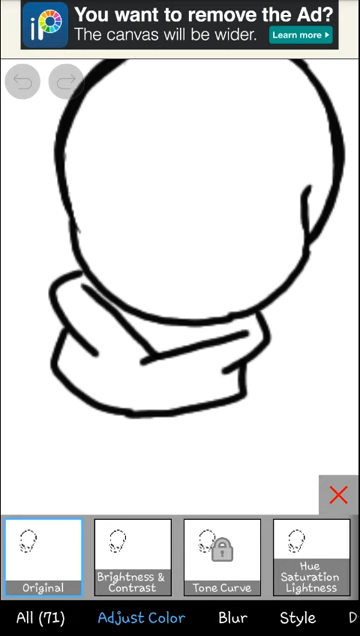 iP
You want to remove the Ad?
The canvas will be wider.
Learn more
Original
Brightness &
Contrast
Tone Curve
Hue
Saturation
Lightness
All (71)
Adjust Color
Blur
Style
D